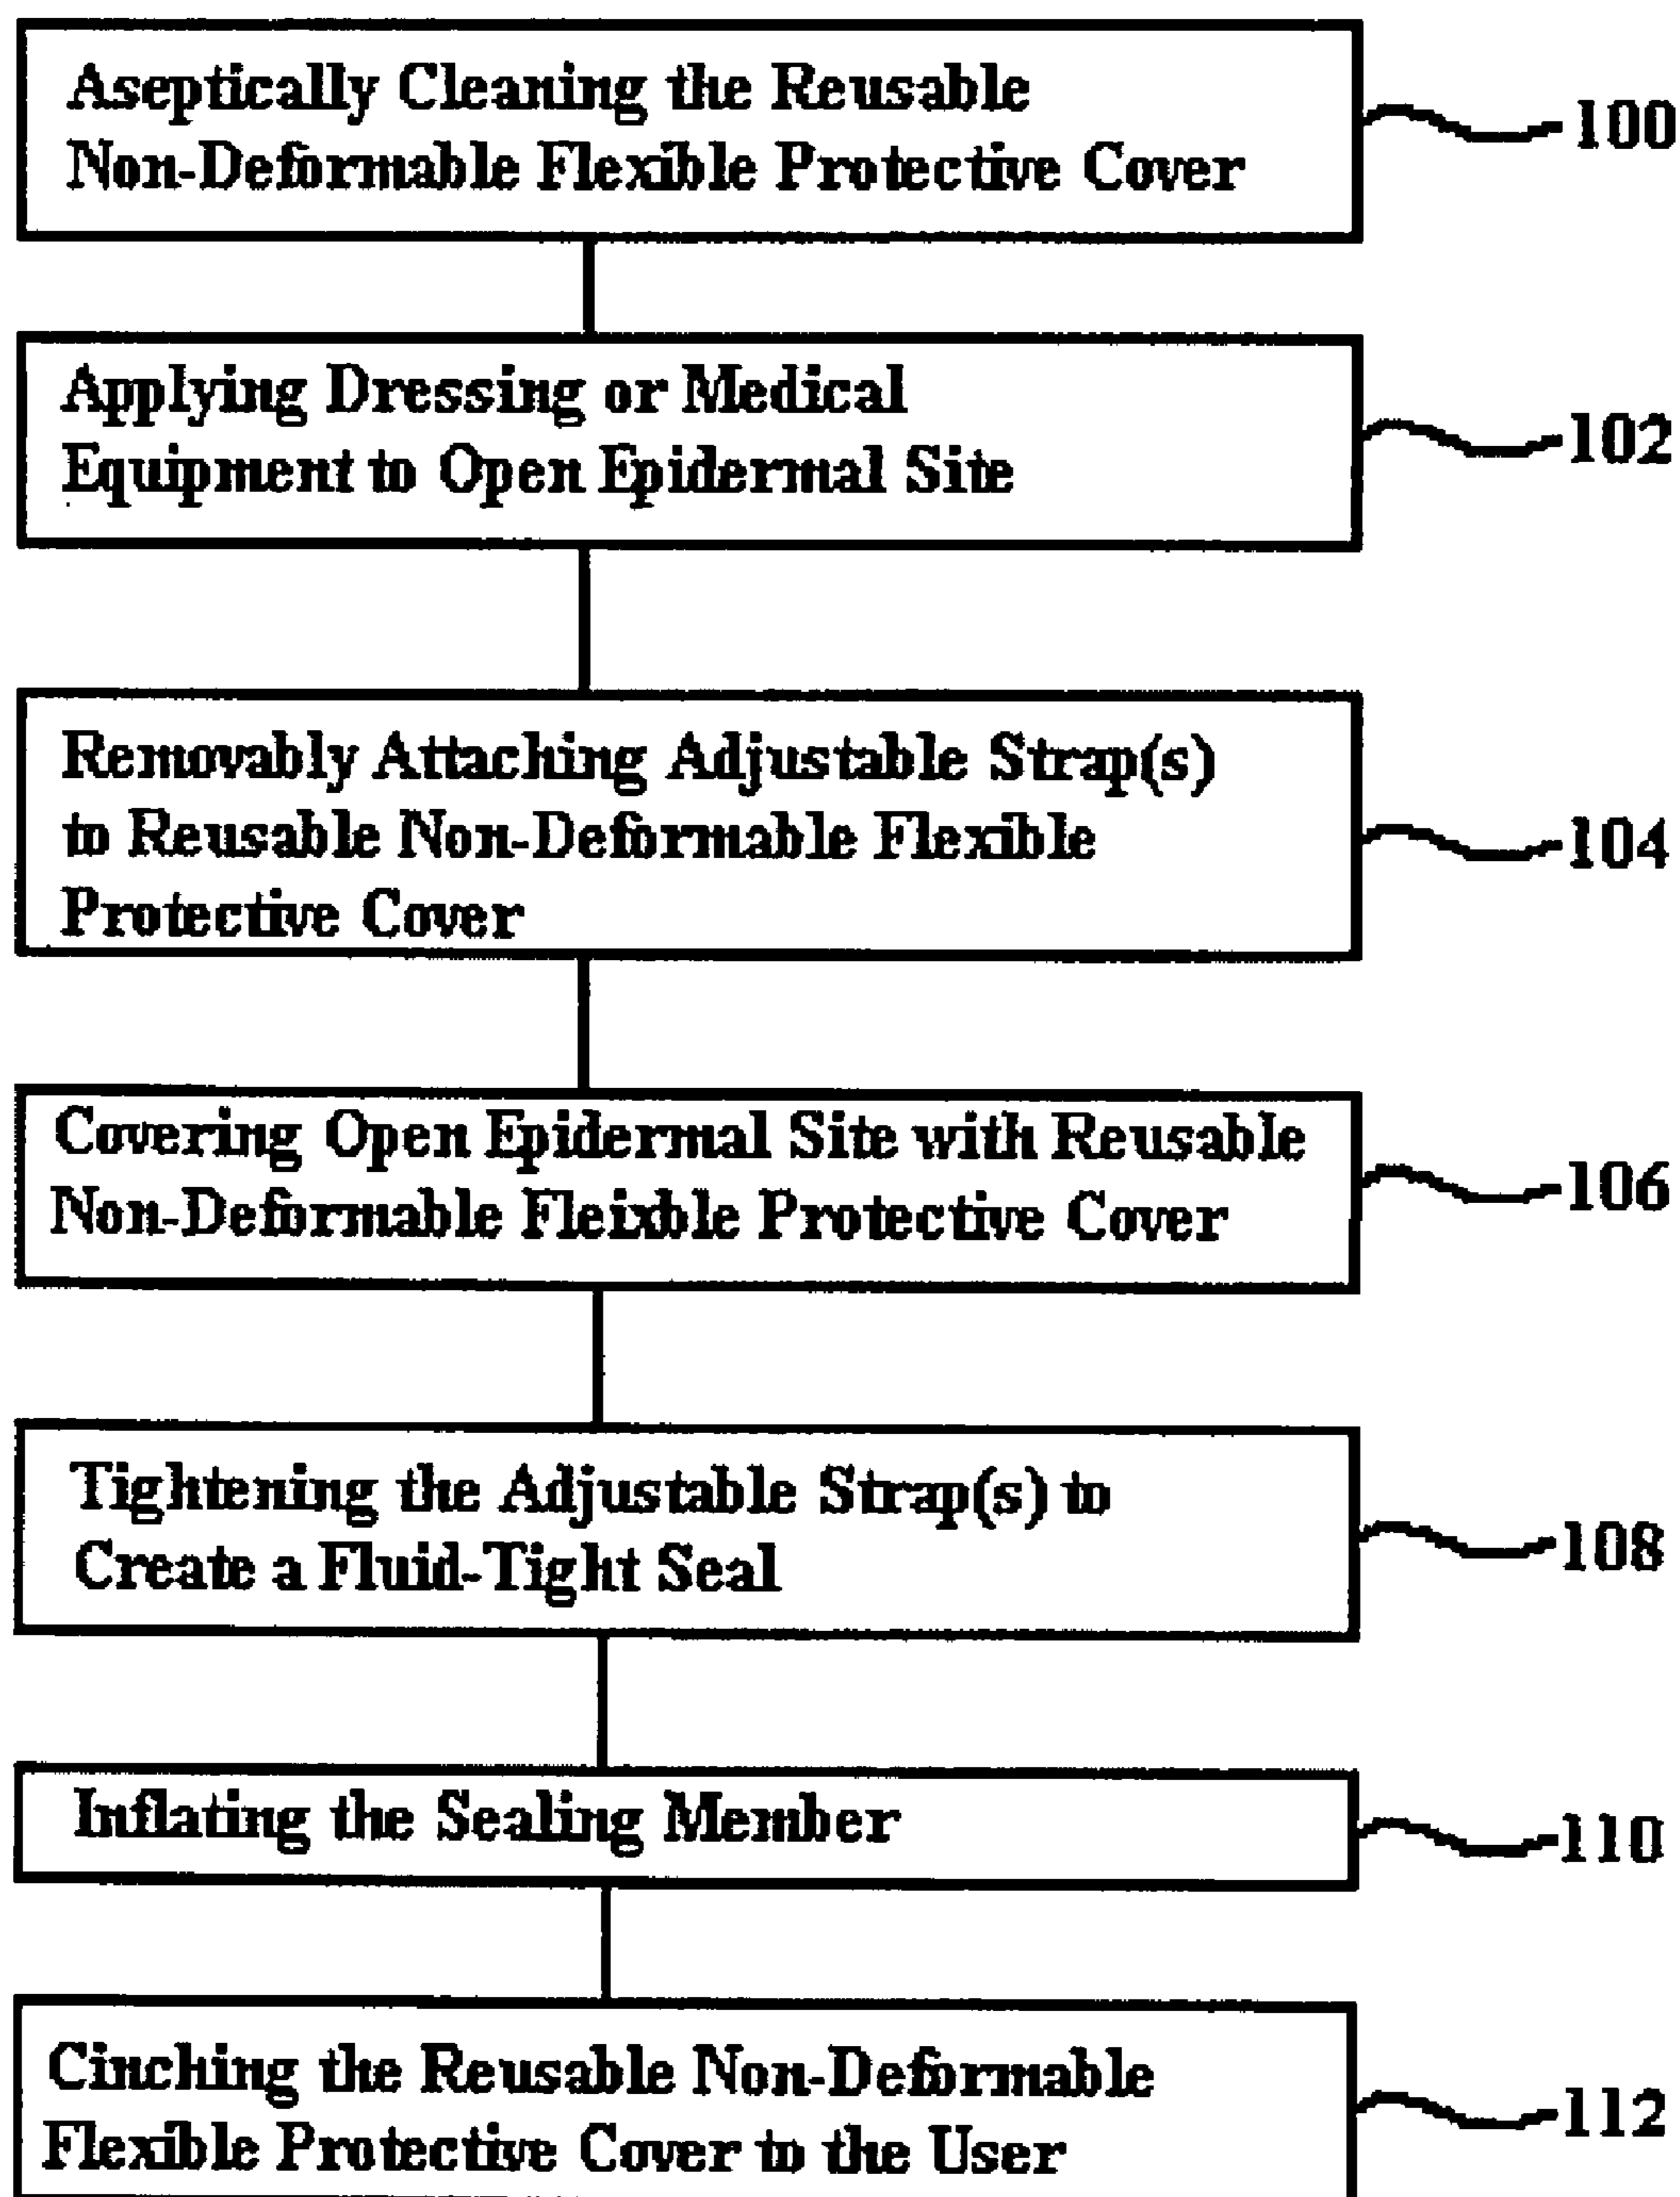 Aseptically Cleaning the Reusable
Non-Deformable Flexible Protective Cover
100
Applying Dressing or Medical
Equipment to Open Epidermal Site
102
Removably Attaching Adjustable Strap(s)
to Reusable Non-Deformable Flexible
Protective Cover
104
Covering Open Epidermal Site with Reusable
Non-Deformable Fleixble Protective Cover
106
Tightening the Adjustable Strap(s) to
Create a Fluid-Tight Seal
108
Inflating the Sealing Member
110
Cinching the Reusable Non-Deformable
Flexible Protective Cover to the User
112